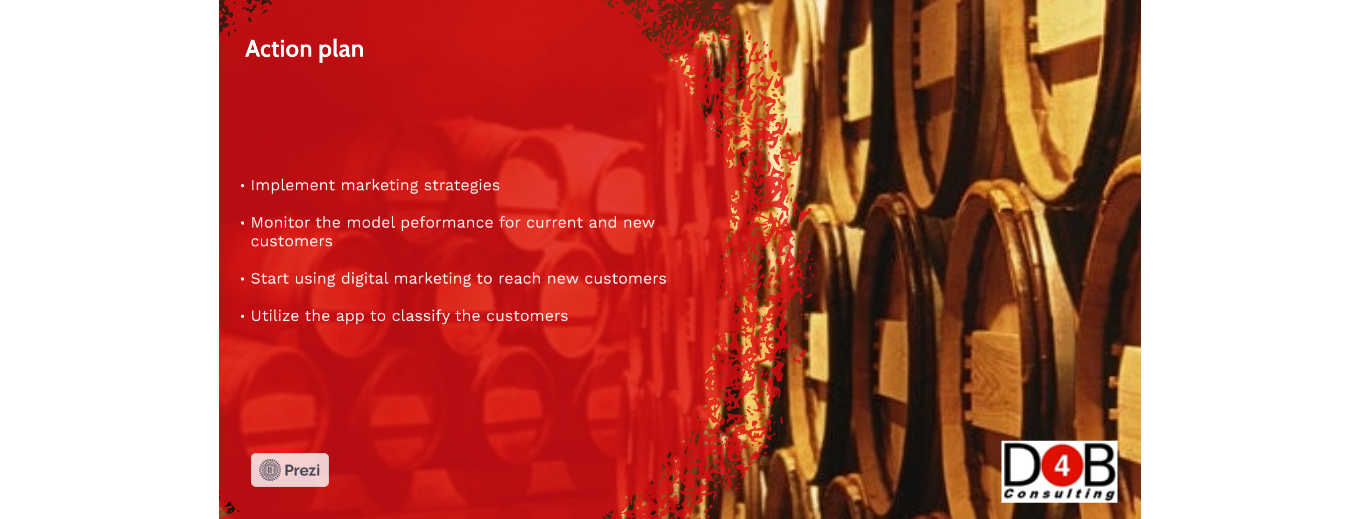 Action plan
• Implement marketing strategies
• Monitor the model peformance for current and new
customers
• Start using digital marketing to reach new customers
• Utilize the app to classify the customers
Prezi
D4B
Consulting